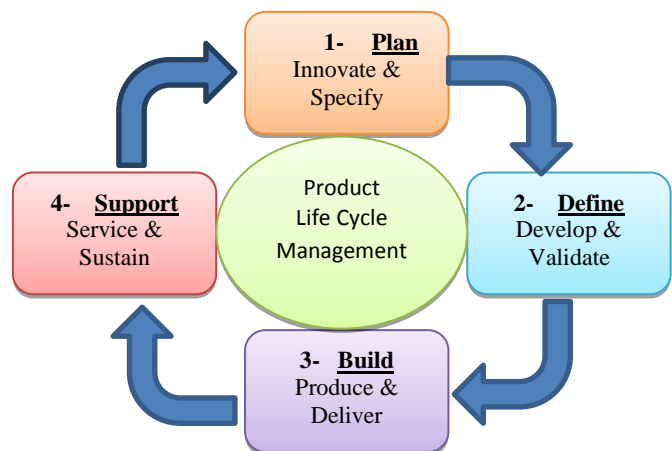 1- Plan
Innovate &
Specify
2- Define
Develop &
Validate
3- Build
Produce &
Deliver
4- Support
Service &
Sustain
Product
Life Cycle
Management